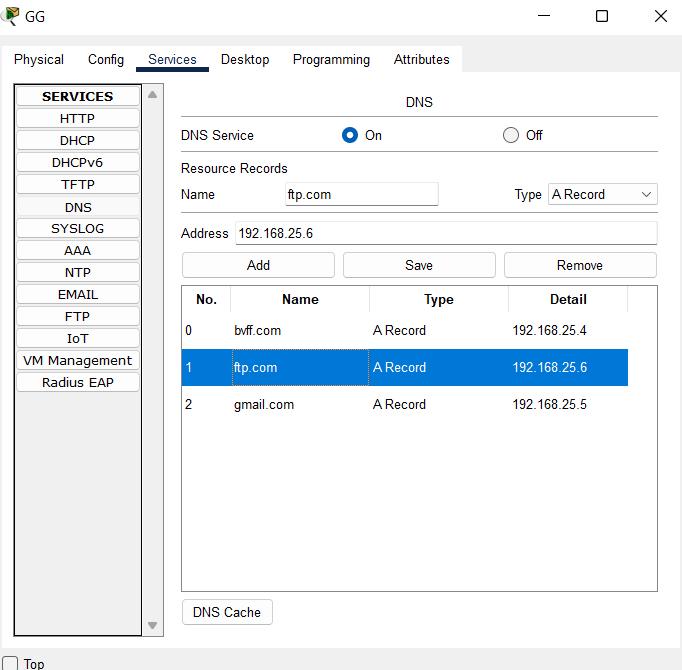 GG
Physical Config Services Desktop Programming Attributes
SERVICES
HTTP
DHCP
DHCPv6
TFTP
DNS
SYSLOG
AAA
NTP
EMAIL
FTP
IoT
VM Management
Radius EAP
DNS
DNS Service On Off
Resource Records
Name ftp.com Type A Record
Address 192.168.25.6
Add Save Remove
No. Name Type Detail
0 bvff.com A Record 192.168.25.4
1 ftp.com A Record 192.168.25.6
2 gmail.com A Record 192.168.25.5
DNS Cache
Top